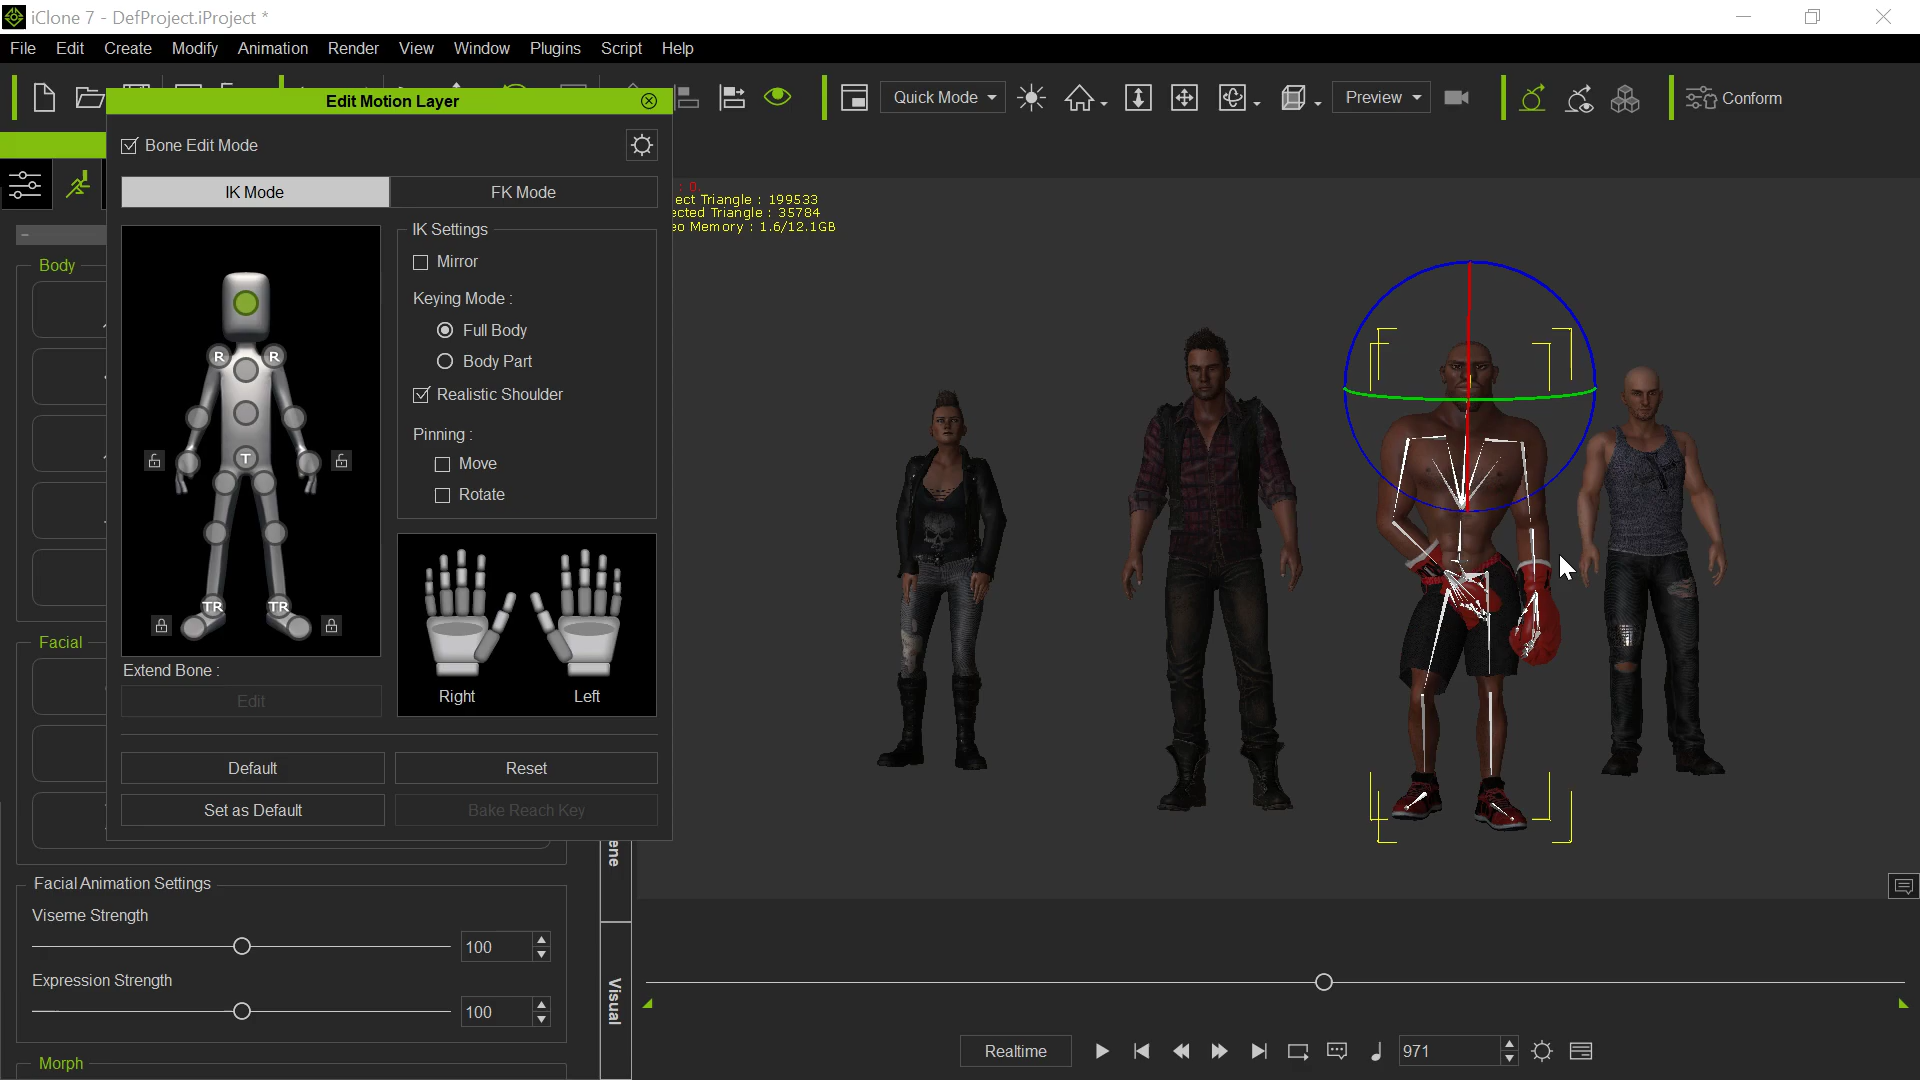 iClone 7 - DefProject.iProject *
File Edit Create Modify Animation Render View Window Plugins Script Help
Quick Mode Preview Conform
Edit Motion Layer
Bone Edit Mode
IK Mode FK Mode
: 0
ect Triangle : 199533
ected Triangle : 35784
eo Memory : 1.6/12.1GB
IK Settings
Mirror
Keying Mode :
Full Body
Body Part
Realistic Shoulder
Pinning :
Move
Rotate
R R
T
TR TR
Right Left
Extend Bone :
Edit
Default Reset
Set as Default Bake Reach Key
Body
Facial
Facial Animation Settings
Viseme Strength
100
Expression Strength
100
Morph
ene
Visual
Realtime 971